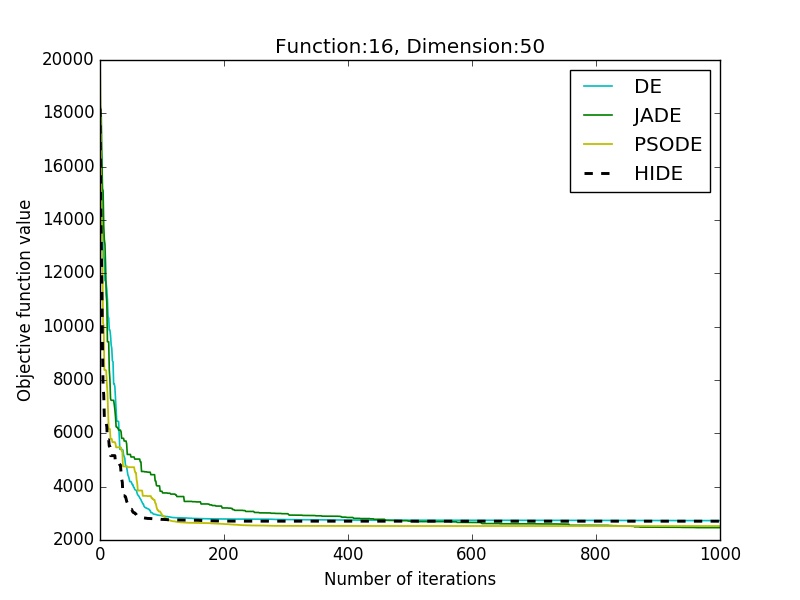 Function:16, Dimension:50
20000
18000
16000
14000
12000
10000
8000
6000
4000
2000
Objective function value
DE
JADE
PSODE
HIDE
0
200
400
600
800
1000
Number of iterations